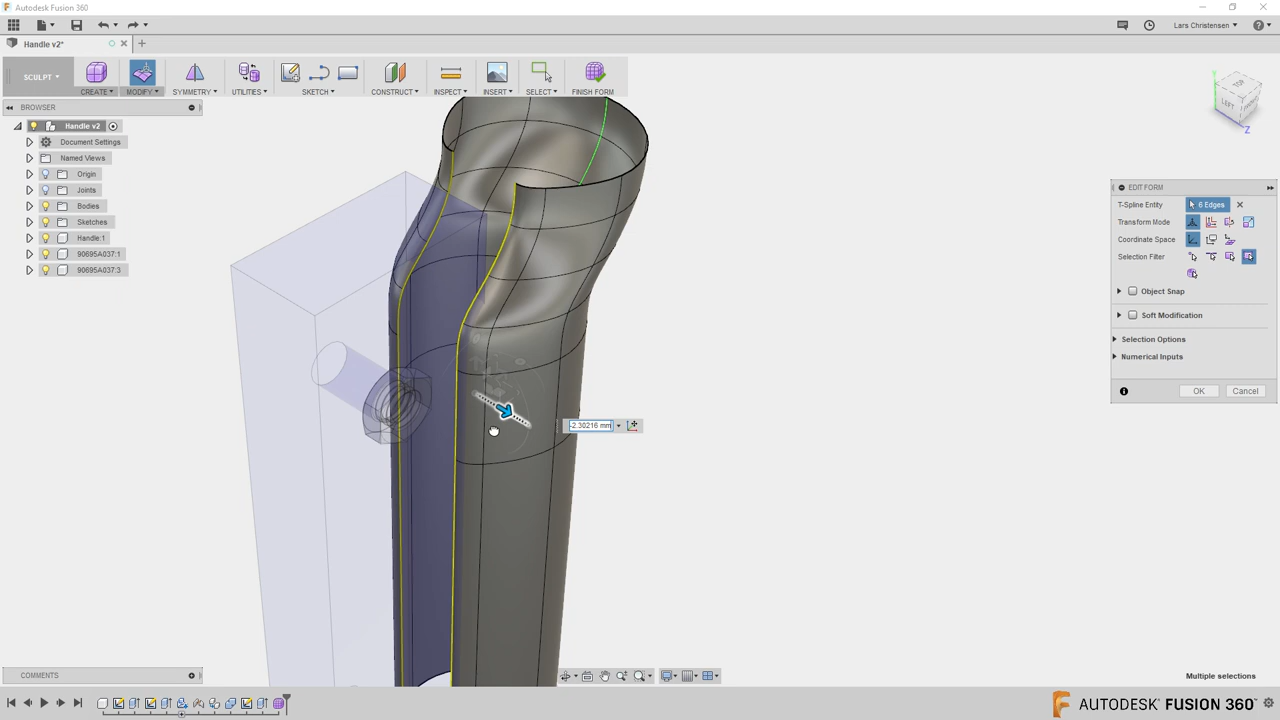 Autodesk Fusion 360
Lars Christensen
Handle v2*
SCULPT
CREATE
MODIFY
SYMMETRY
UTILITIES
SKETCH
CONSTRUCT
INSPECT
INSERT
SELECT
FINISH FORM
BROWSER
Handle v2
Document Settings
Named Views
Origin
Joints
Bodies
Sketches
Handle:1
90695A037:1
90695A037:3
LEFT
Z
EDIT FORM
T-Spline Entity
6 Edges
Transform Mode
Coordinate Space
Selection Filter
Object Snap
Soft Modification
Selection Options
Numerical Inputs
OK
Cancel
-2.30216 mm
COMMENTS
Multiple selections
AUTODESK FUSION 360™